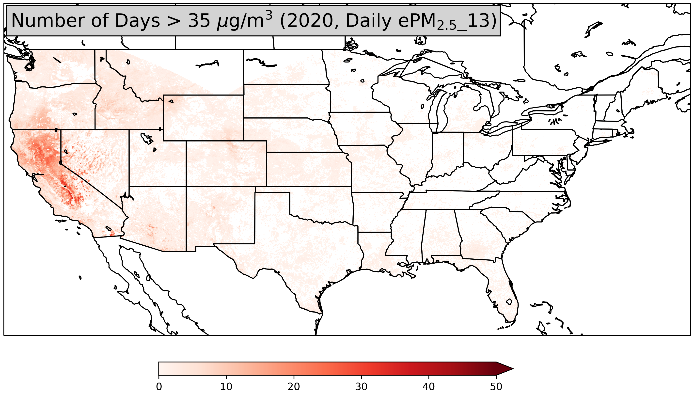 Number of Days > 35 μg/m³ (2020, Daily ePM₂.₅_13)
0 10 20 30 40 50